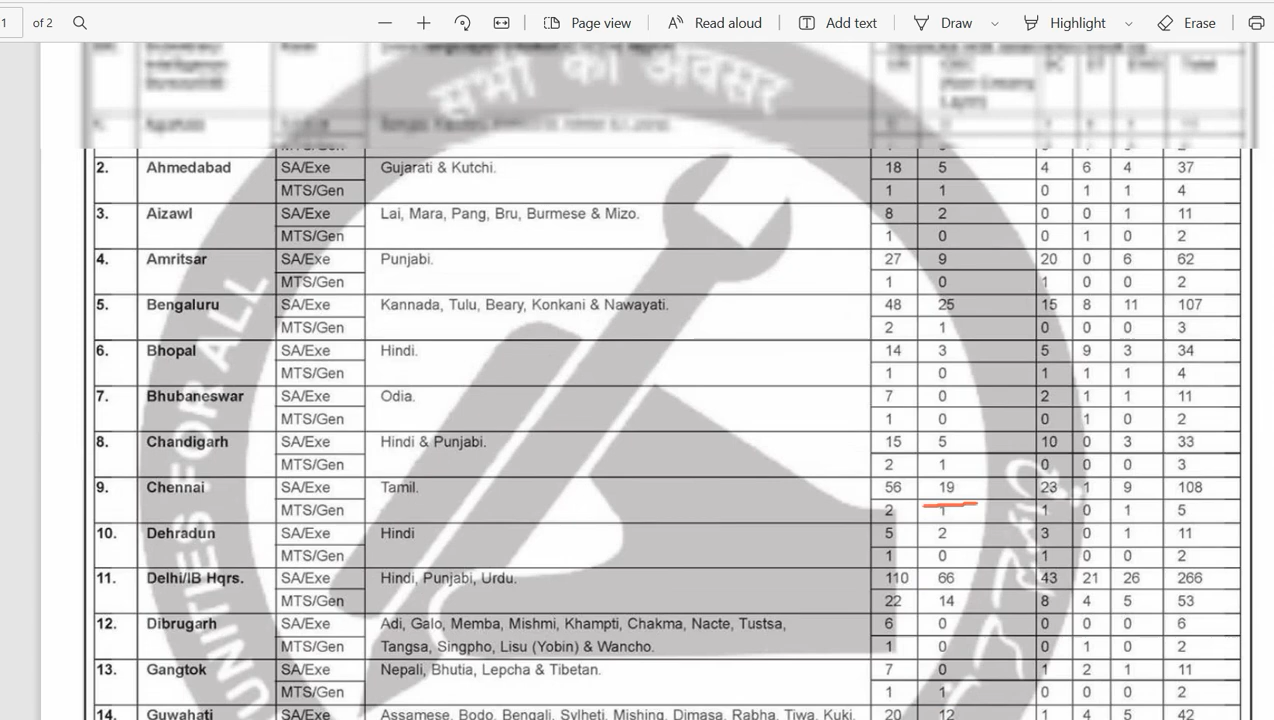 1 of 2 Page view Read aloud Add text Draw Highlight Erase
सभी को अवसर
2. Ahmedabad SA/Exe Gujarati & Kutchi. 18 5 4 6 4 37
MTS/Gen 1 1 0 1 1 4
3. Aizawl SA/Exe Lai, Mara, Pang, Bru, Burmese & Mizo. 8 2 0 0 1 11
MTS/Gen 1 0 0 1 0 2
4. Amritsar SA/Exe Punjabi. 27 9 20 0 6 62
MTS/Gen 1 0 1 0 0 2
5. Bengaluru SA/Exe Kannada, Tulu, Beary, Konkani & Nawayati. 48 25 15 8 11 107
MTS/Gen 2 1 0 0 0 3
6. Bhopal SA/Exe Hindi. 14 3 5 9 3 34
MTS/Gen 1 0 1 1 1 4
7. Bhubaneswar SA/Exe Odia. 7 0 2 1 1 11
MTS/Gen 1 0 0 1 0 2
8. Chandigarh SA/Exe Hindi & Punjabi. 15 5 10 0 3 33
MTS/Gen 2 1 0 0 0 3
9. Chennai SA/Exe Tamil. 56 19 23 1 9 108
MTS/Gen 2 1 1 0 1 5
10. Dehradun SA/Exe Hindi 5 2 3 0 1 11
MTS/Gen 1 0 1 0 0 2
11. Delhi/IB Hqrs. SA/Exe Hindi, Punjabi, Urdu. 110 66 43 21 26 266
MTS/Gen 22 14 8 4 5 53
12. Dibrugarh SA/Exe Adi, Galo, Memba, Mishmi, Khampti, Chakma, Nacte, Tustsa, 6 0 0 0 0 6
MTS/Gen Tangsa, Singpho, Lisu (Yobin) & Wancho. 1 0 0 1 0 2
13. Gangtok SA/Exe Nepali, Bhutia, Lepcha & Tibetan. 7 0 1 2 1 11
MTS/Gen 1 1 0 0 0 2
14. Guwahati SA/Exe Assamese, Bodo, Bengali, Sylheti, Mishing, Dimasa, Rabha, Tiwa, Kuki, 20 12 1 4 5 42
UNITIES FOR ALL